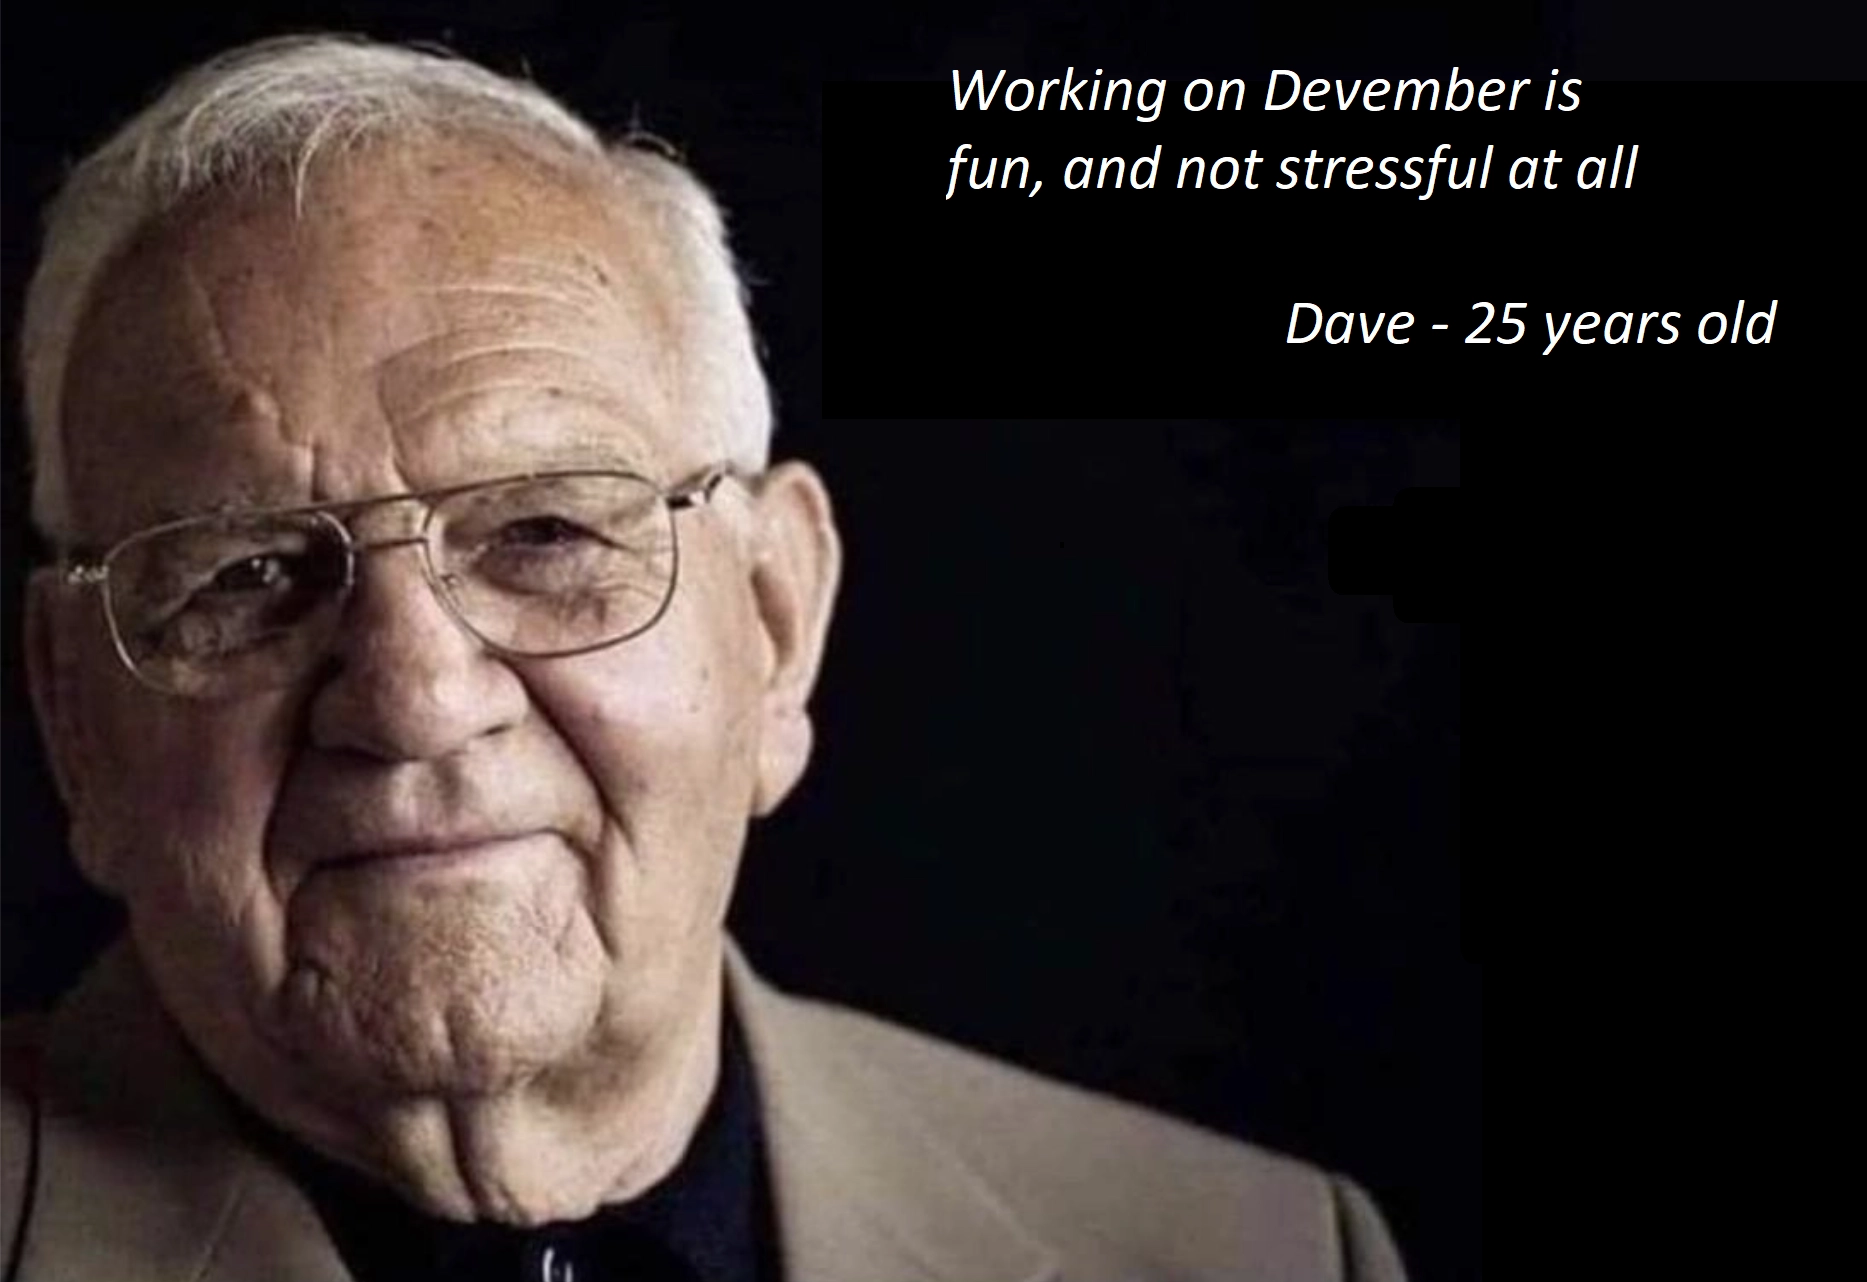 Working on Devember is
fun, and not stressful at all
Dave - 25 years old